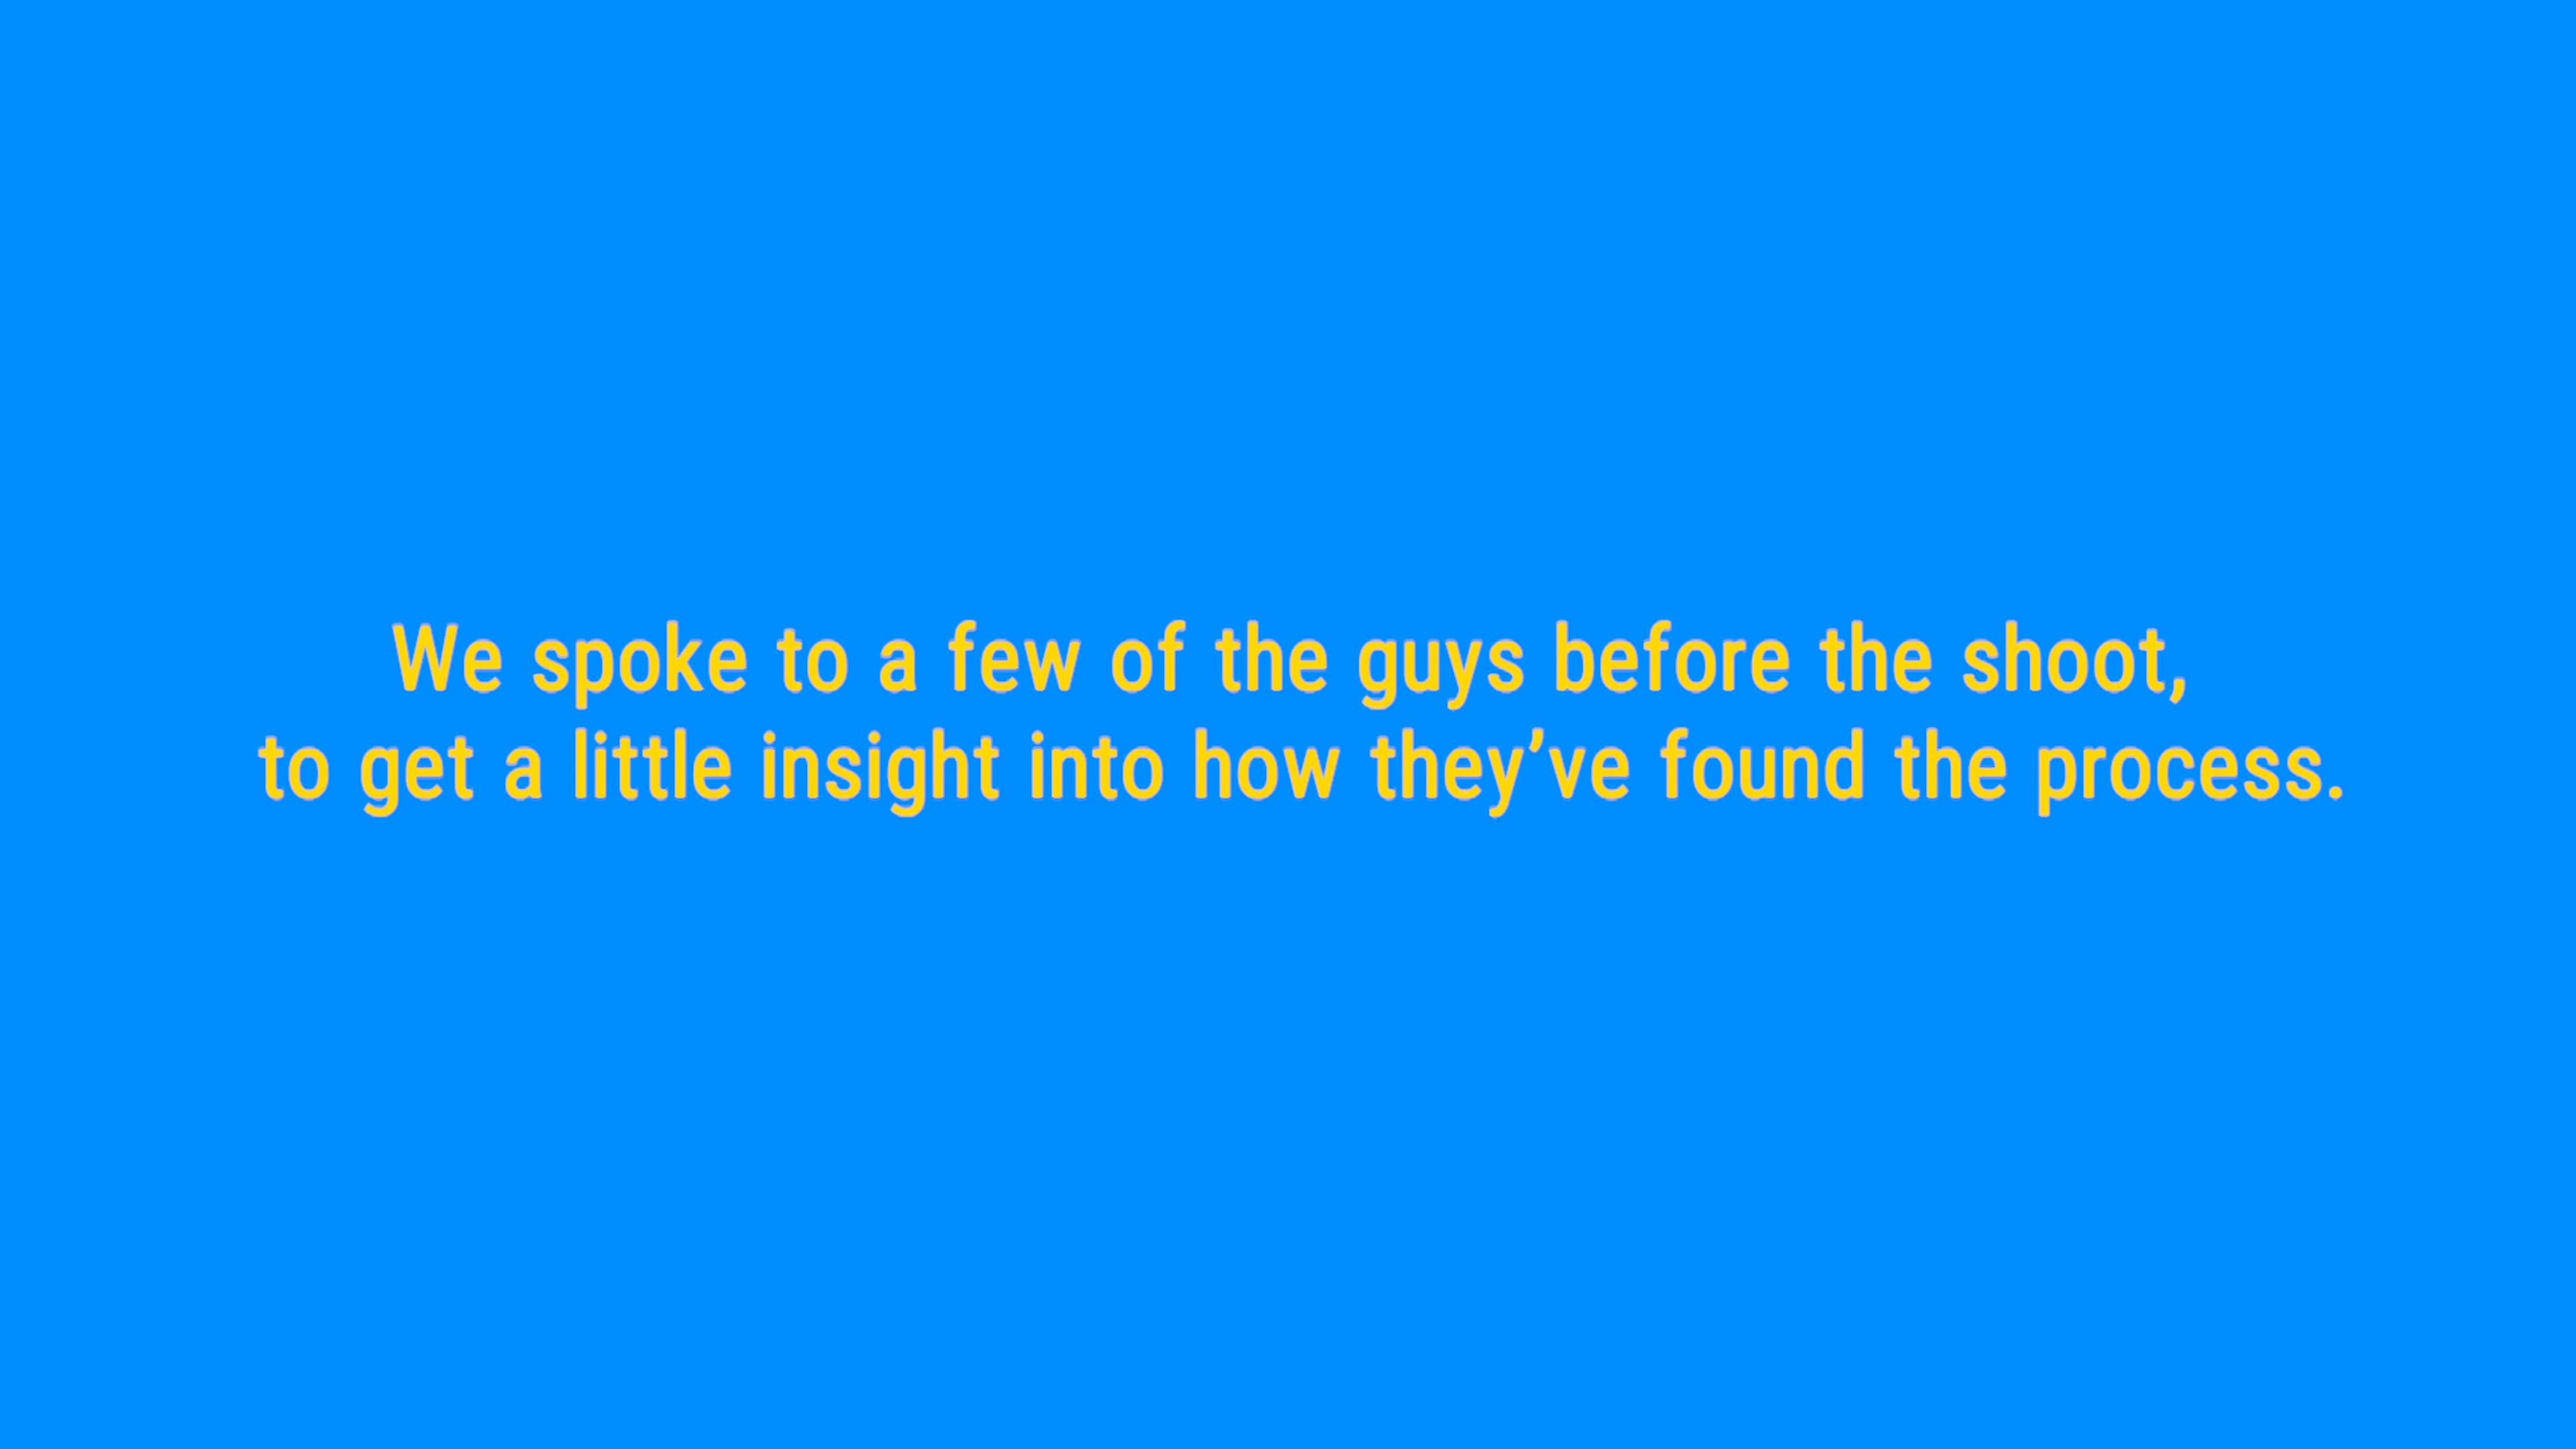 We spoke to a few of the guys before the shoot,
to get a little insight into how they’ve found the process.